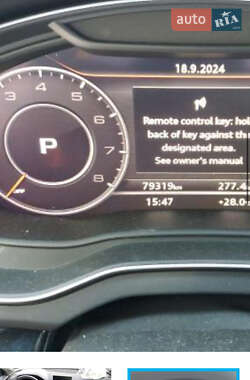 auto RIA
18.9.2024
Remote control key: hol
back of key against th
designated area.
See owner's manual
3
4
5
6
7
8
P
OFF
79319km
277.4
15:47
+28.0